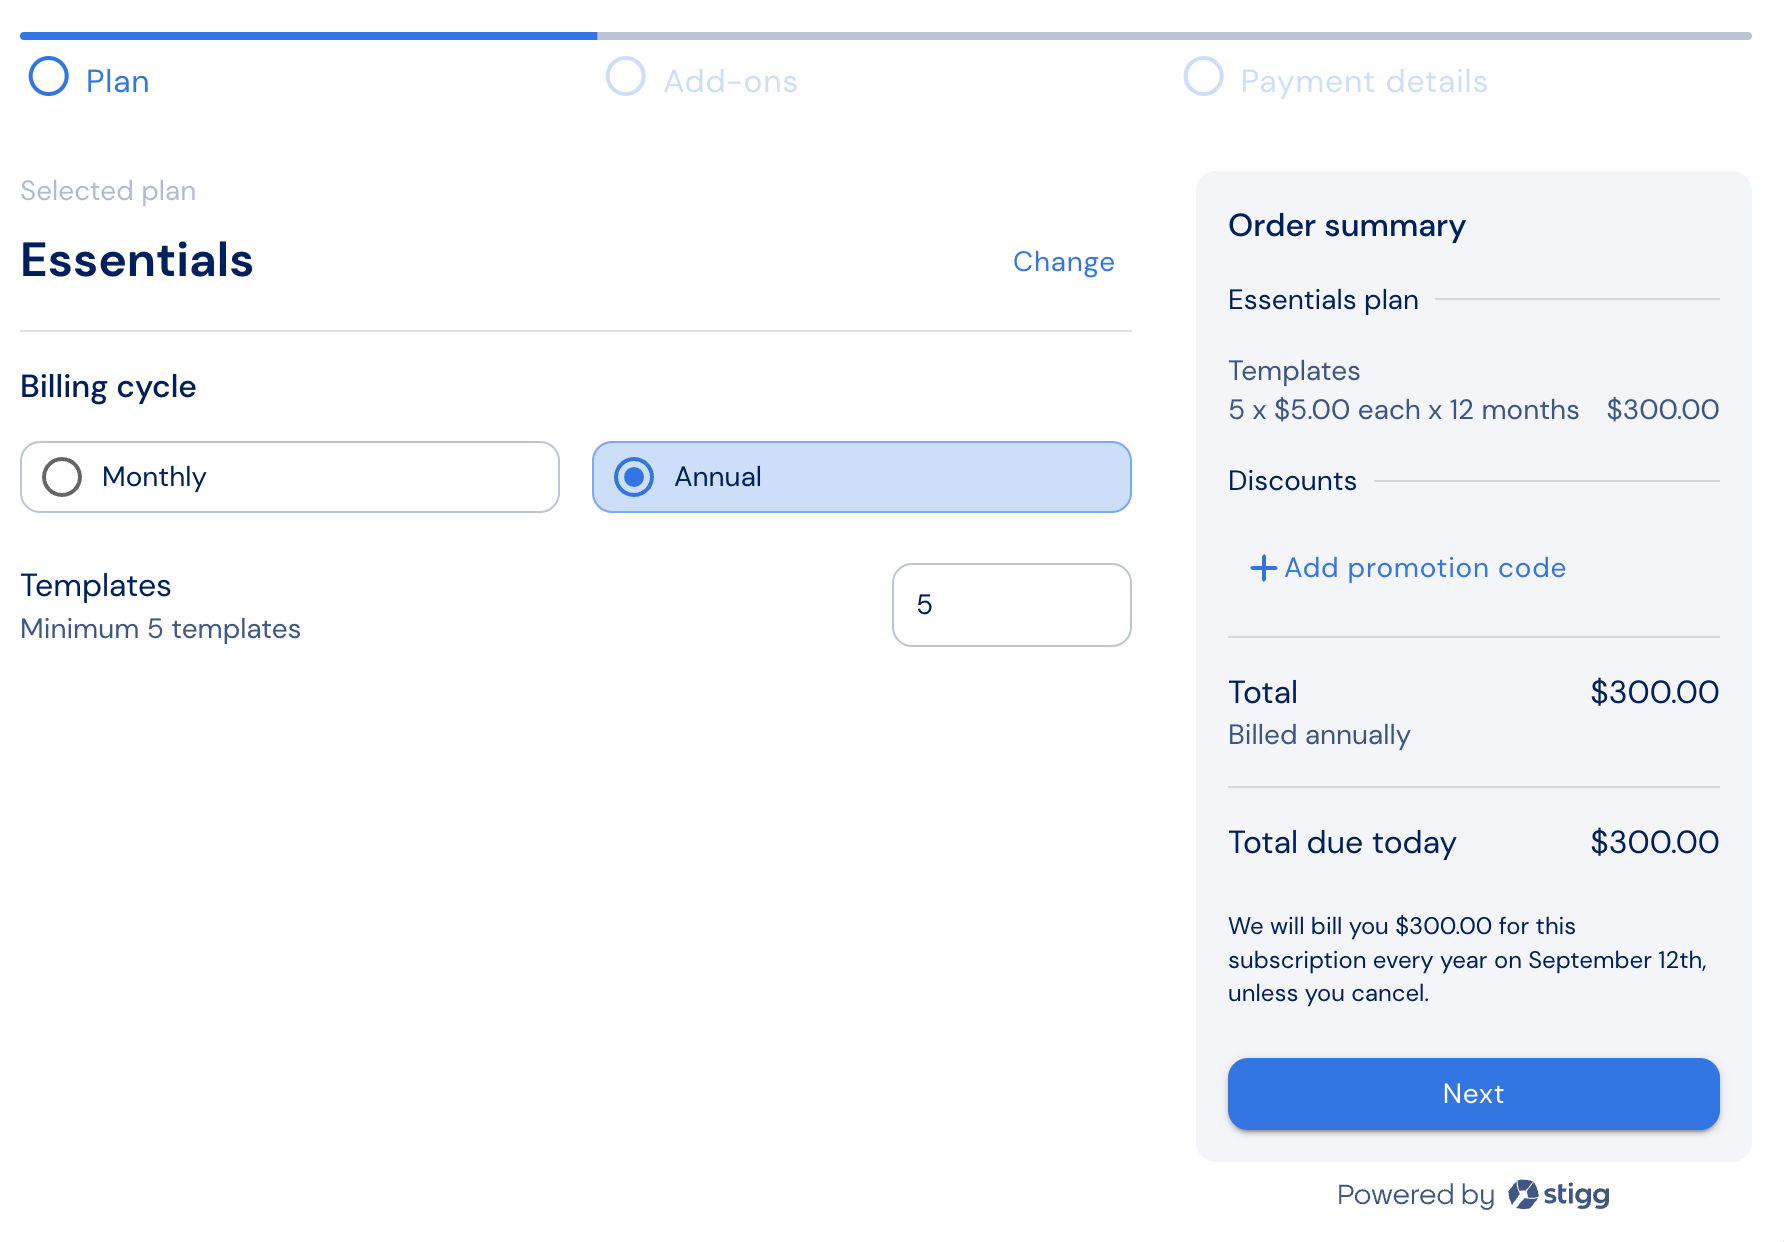 Plan
Add-ons
Payment details
Selected plan
Essentials
Change
Billing cycle
Monthly
Annual
Templates
Minimum 5 templates
5
Order summary
Essentials plan
Templates
5 x $5.00 each x 12 months $300.00
Discounts
+ Add promotion code
Total $300.00
Billed annually
Total due today $300.00
We will bill you $300.00 for this
subscription every year on September 12th,
unless you cancel.
Next
Powered by stigg